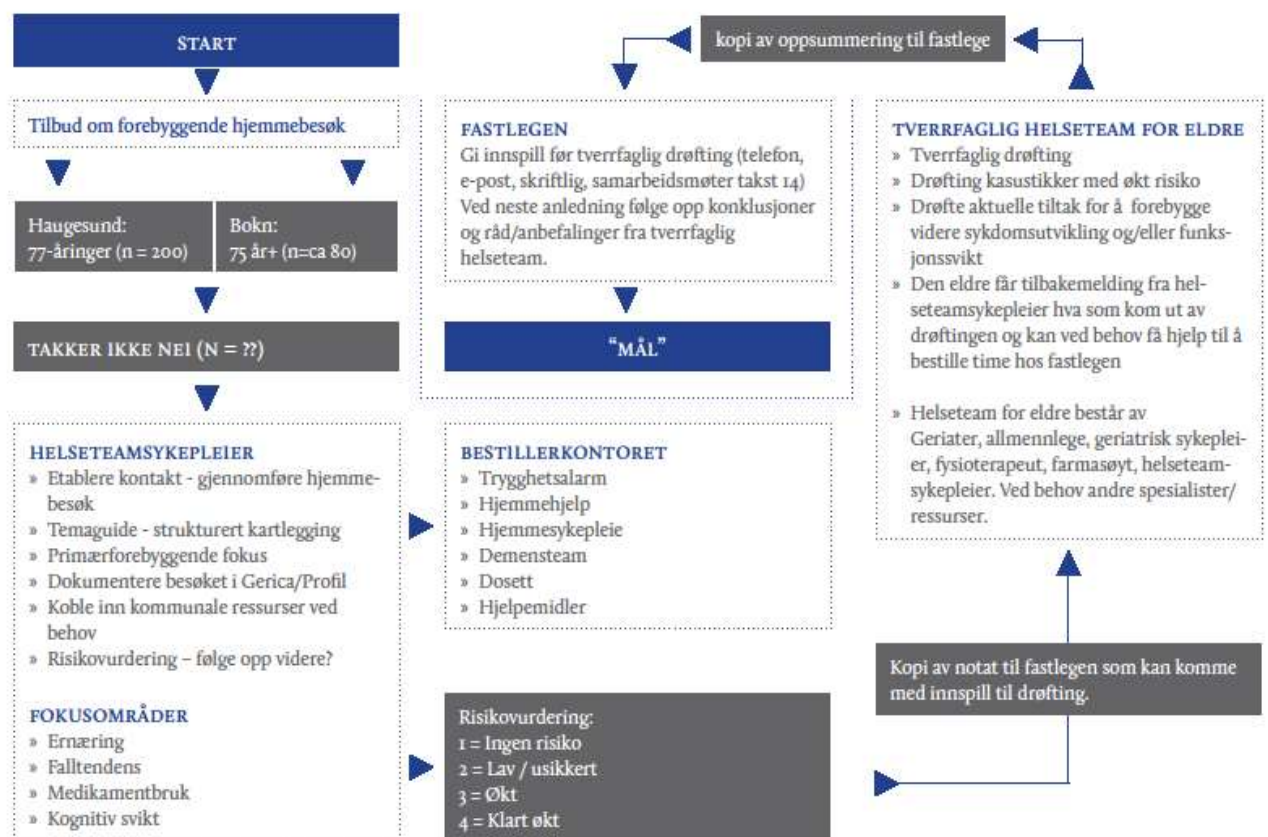 START
Tilbud om forebyggende hjemmebesøk
Haugesund:
77-åringer (n = 200)
Bokn:
75 år+ (n=ca 80)
TAKKER IKKE NEI (N = ??)
HELSETEAMSYKEPLEIER
» Etablere kontakt - gjennomføre hjemme-
besøk
» Temaguide - strukturert kartlegging
» Primærforebyggende fokus
» Dokumentere besøket i Gerica/Profil
» Koble inn kommunale ressurser ved
behov
» Risikovurdering – følge opp videre?
FOKUSOMRÅDER
» Ernæring
» Falltendens
» Medikamentbruk
» Kognitiv svikt
BESTILLERKONTORET
» Trygghetsalarm
» Hjemmehjelp
» Hjemmesykepleie
» Demensteam
» Dosett
» Hjelpemidler
Risikovurdering:
1 = Ingen risiko
2 = Lav / usikkert
3 = Økt
4 = Klart økt
Kopi av notat til fastlegen som kan komme
med innspill til drøfting.
TVERRFAGLIG HELSETEAM FOR ELDRE
» Tverrfaglig drøfting
» Drøfting kasustikker med økt risiko
» Drøfte aktuelle tiltak for å forebygge
videre sykdomsutvikling og/eller funks-
jonssvikt
» Den eldre får tilbakemelding fra hel-
seteamsykepleier hva som kom ut av
drøftingen og kan ved behov få hjelp til å
bestille time hos fastlegen
» Helseteam for eldre består av
Geriater, allmennlege, geriatrisk sykeplei-
er, fysioterapeut, farmasøyt, helseteam-
sykepleier. Ved behov andre spesialister/
ressurser.
kopi av oppsummering til fastlege
FASTLEGEN
Gi innspill før tverrfaglig drøfting (telefon,
e-post, skriftlig, samarbeidsmøter takst 14)
Ved neste anledning følge opp konklusjoner
og råd/anbefalinger fra tverrfaglig
helseteam.
“MÅL”